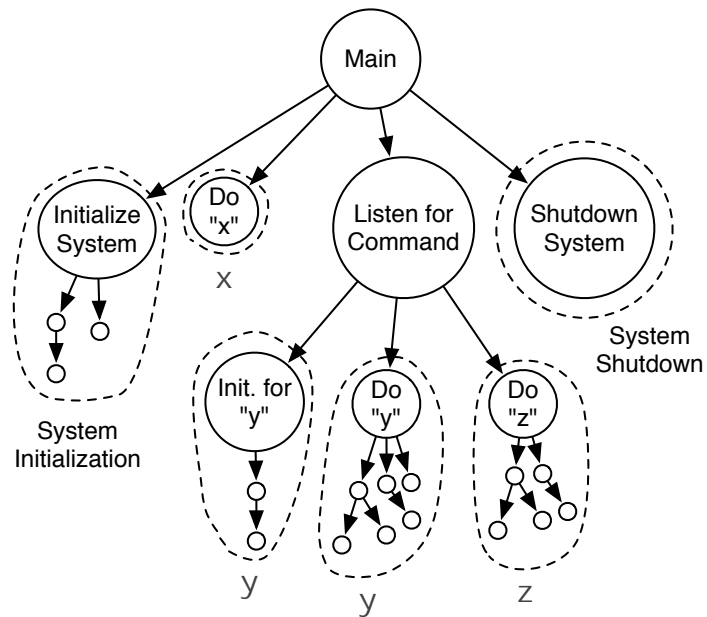 Main
Initialize
System
Do
"x"
x
Listen for
Command
Shutdown
System
System
Shutdown
System
Initialization
Init. for
"y"
y
Do
"y"
y
Do
"z"
z